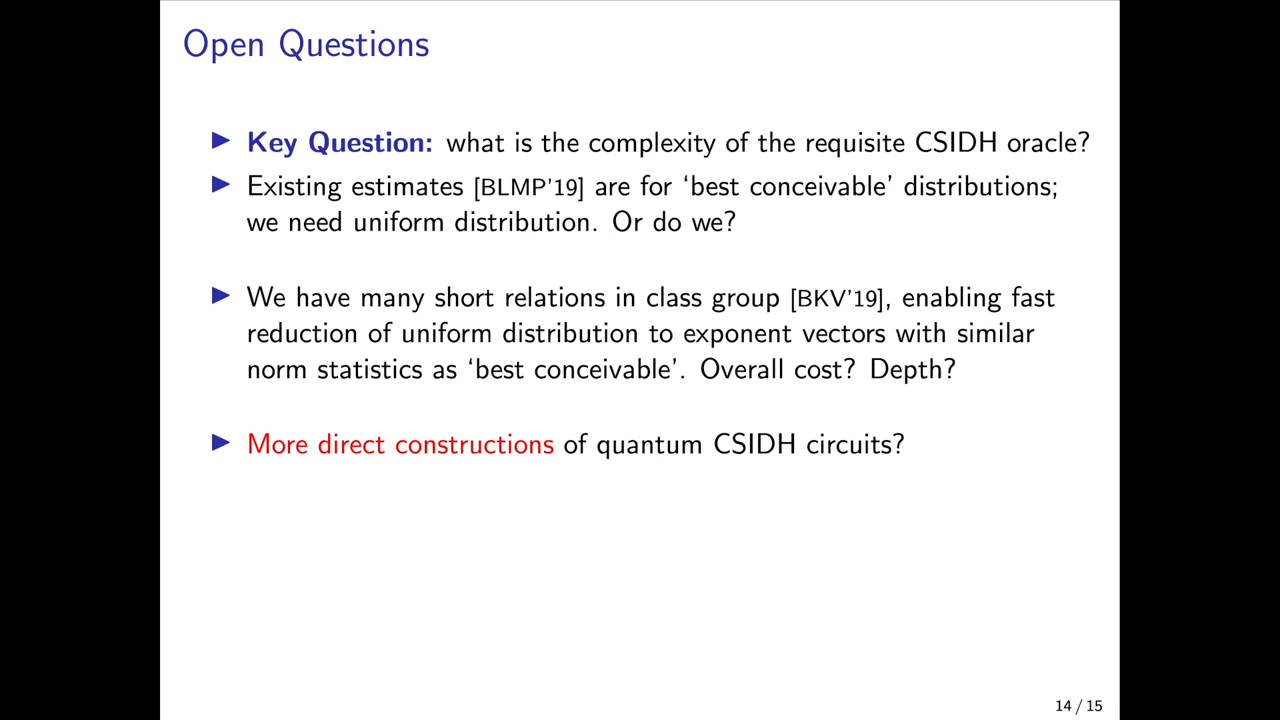 Open Questions
▶ Key Question: what is the complexity of the requisite CSIDH oracle?
▶ Existing estimates [BLMP'19] are for ‘best conceivable’ distributions;
we need uniform distribution. Or do we?
▶ We have many short relations in class group [BKV'19], enabling fast
reduction of uniform distribution to exponent vectors with similar
norm statistics as ‘best conceivable’. Overall cost? Depth?
▶ More direct constructions of quantum CSIDH circuits?
14 / 15